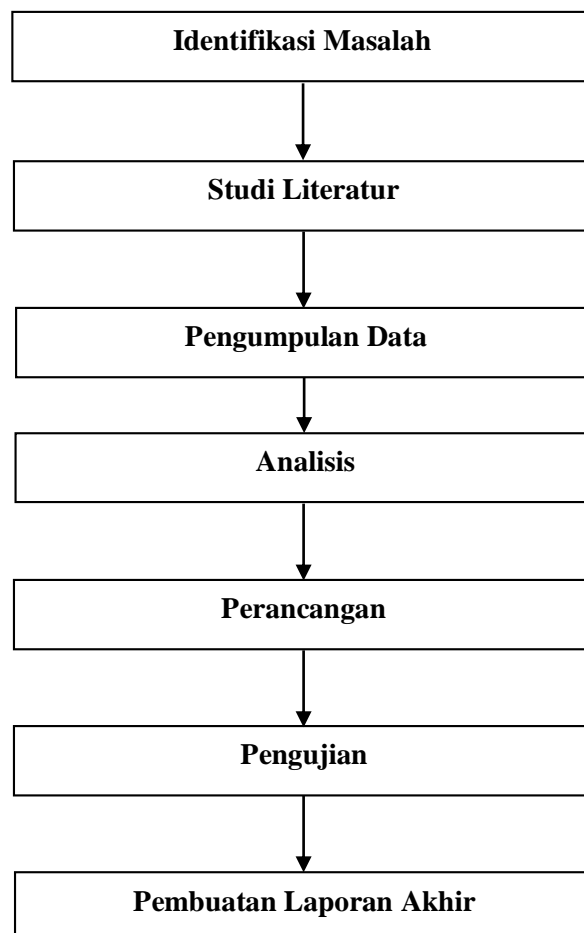 Identifikasi Masalah
Studi Literatur
Pengumpulan Data
Analisis
Perancangan
Pengujian
Pembuatan Laporan Akhir